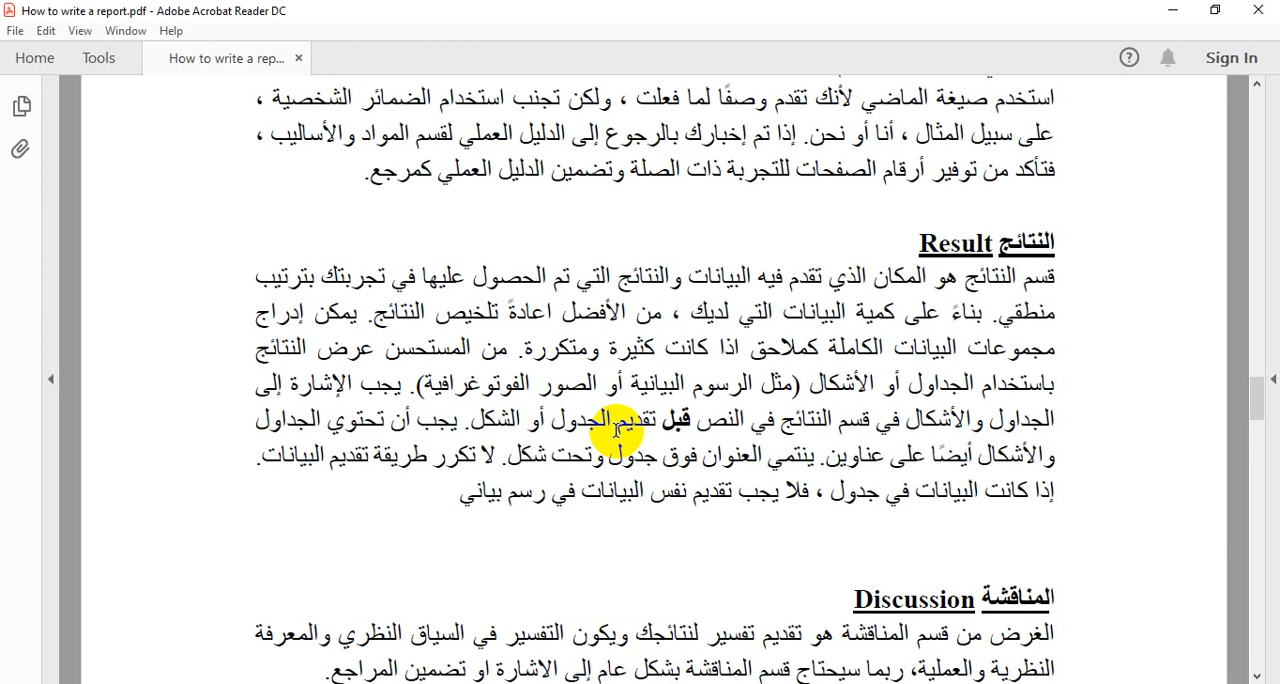 How to write a report.pdf - Adobe Acrobat Reader DC
File Edit View Window Help
Home Tools How to write a rep... × Sign In
استخدم صيغة الماضي لأنك تقدم وصفًا لما فعلت ، ولكن تجنب استخدام الضمائر الشخصية ،
على سبيل المثال ، أنا أو نحن. إذا تم إخبارك بالرجوع إلى الدليل العملي لقسم المواد والأساليب ،
فتأكد من توفير أرقام الصفحات للتجربة ذات الصلة وتضمين الدليل العملي كمرجع.
النتائج Result
قسم النتائج هو المكان الذي تقدم فيه البيانات والنتائج التي تم الحصول عليها في تجربتك بترتيب
منطقي. بناءً على كمية البيانات التي لديك ، من الأفضل اعادةً تلخيص النتائج. يمكن إدراج
مجموعات البيانات الكاملة كملاحق اذا كانت كثيرة ومتكررة. من المستحسن عرض النتائج
باستخدام الجداول أو الأشكال (مثل الرسوم البيانية أو الصور الفوتوغرافية). يجب الإشارة إلى
الجداول والأشكال في قسم النتائج في النص قبل تقديم الجدول أو الشكل. يجب أن تحتوي الجداول
والأشكال أيضًا على عناوين. ينتمي العنوان فوق جدول وتحت شكل. لا تكرر طريقة تقديم البيانات.
إذا كانت البيانات في جدول ، فلا يجب تقديم نفس البيانات في رسم بياني
المناقشة Discussion
الغرض من قسم المناقشة هو تقديم تفسير لنتائجك ويكون التفسير في السياق النظري والمعرفة
النظرية والعملية، ربما سيحتاج قسم المناقشة بشكل عام إلى الاشارة او تضمين المراجع.